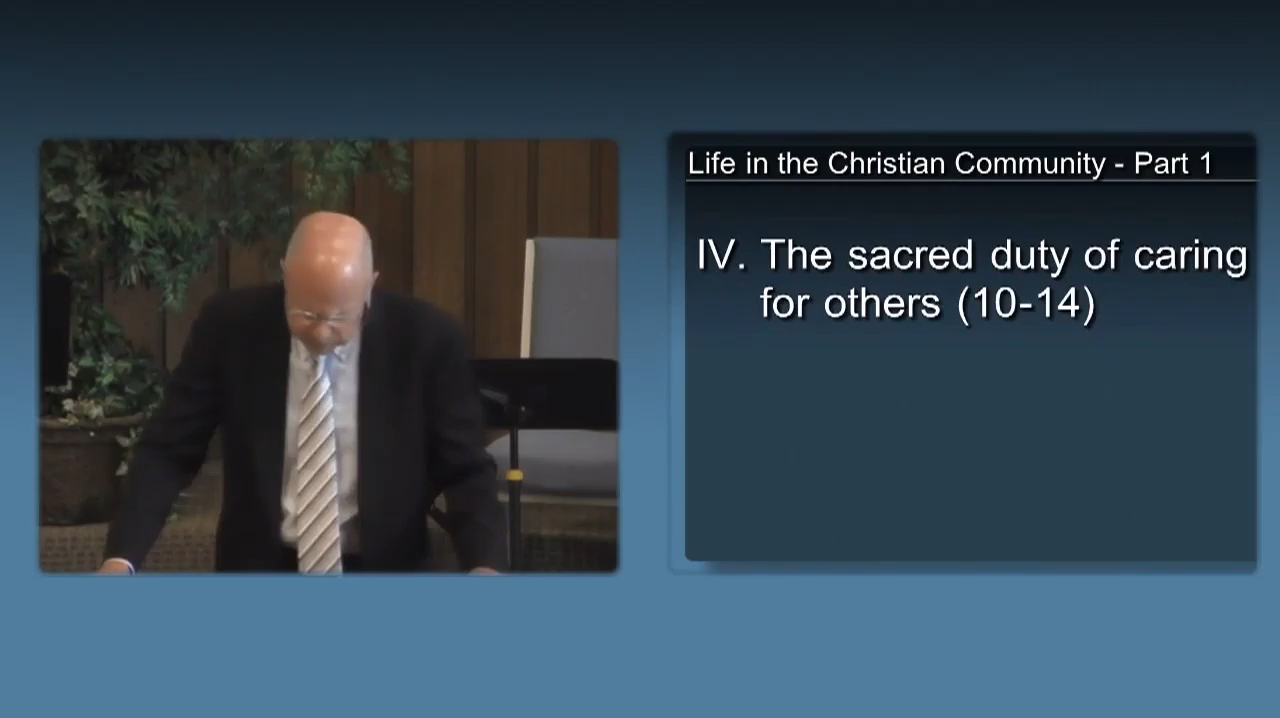 Life in the Christian Community - Part 1
IV. The sacred duty of caring
for others (10-14)